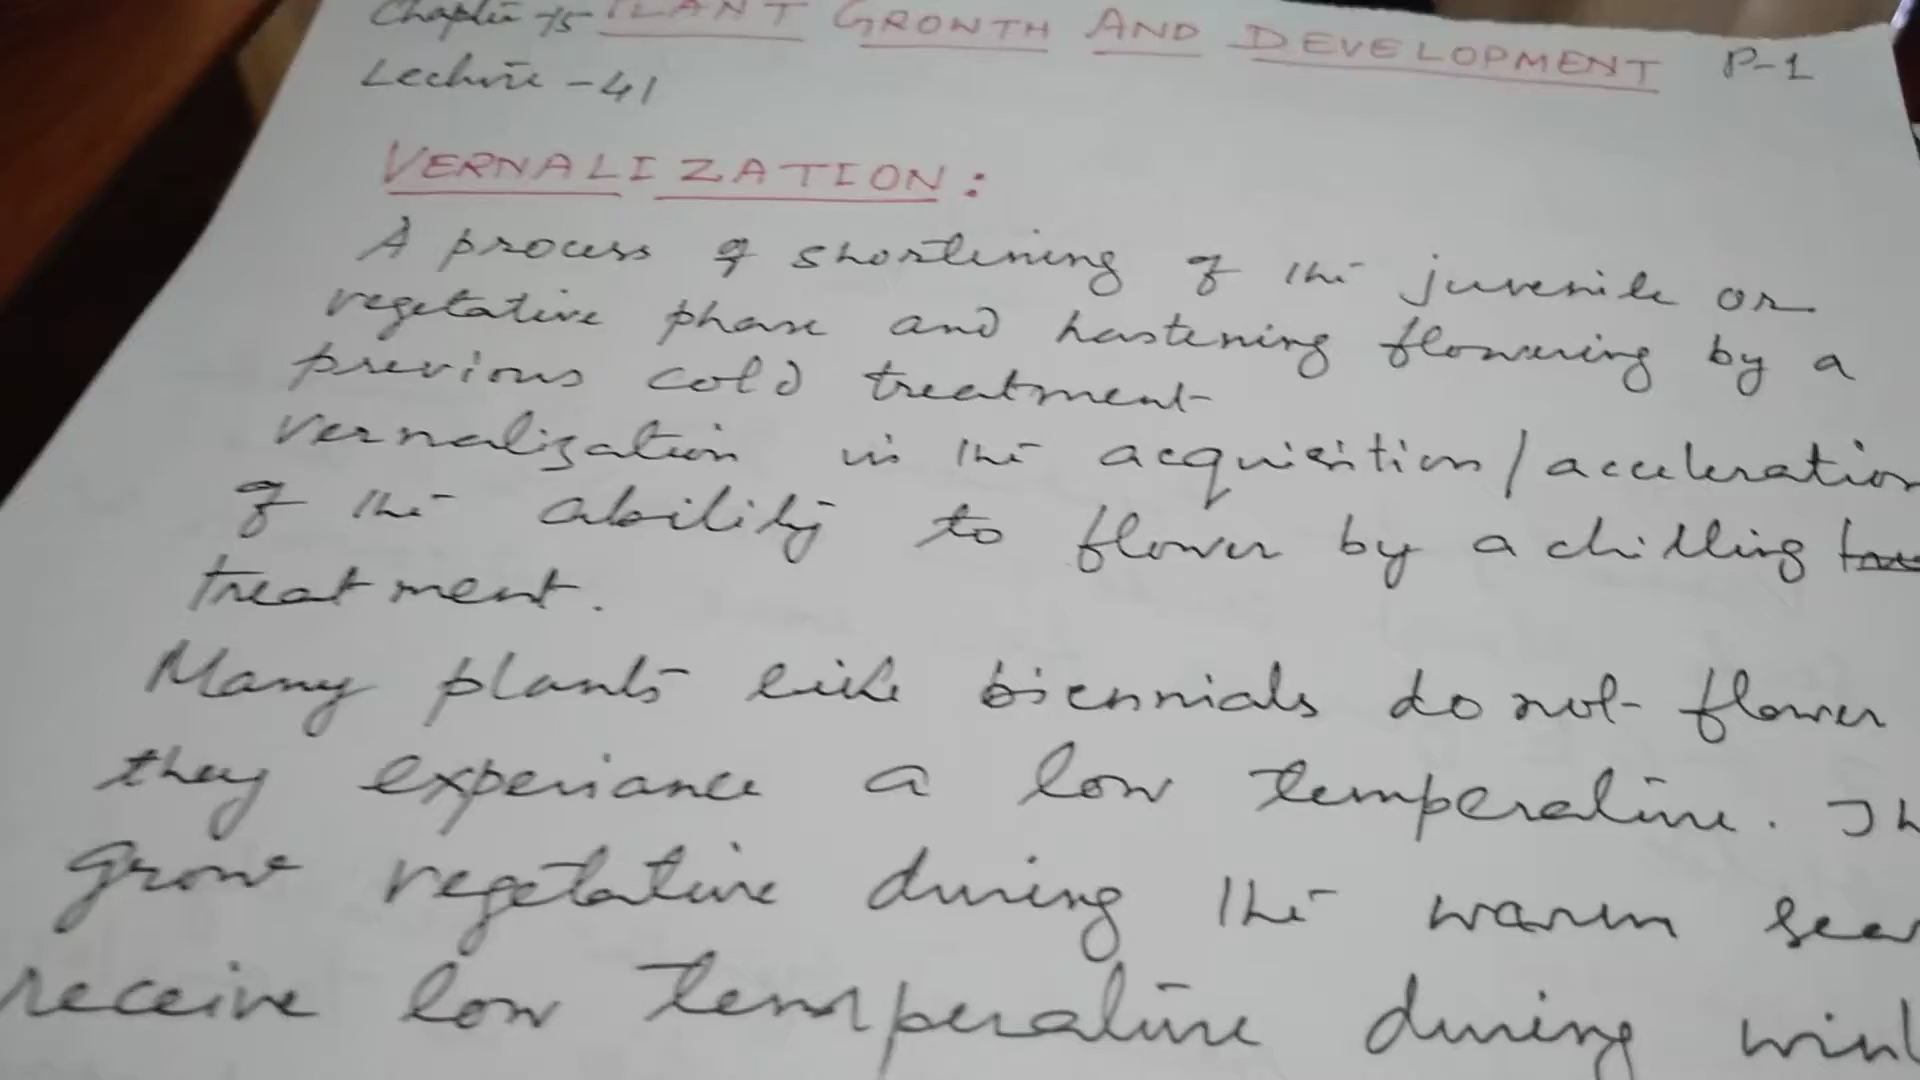 Chapter 15 PLANT GROWTH AND DEVELOPMENT P-1
Lecture - 41
VERNALIZATION:
A process of shortening of the juvenile or
vegetative phase and hastening flowering by a
previous cold treatment
vernalization is the acquisition/acceleration
of the ability to flower by a chilling
treatment.
Many plants like biennials do not flower
they experiance a low temperature. Th
grow vegetative during the warm sea
receive low temperature during wint